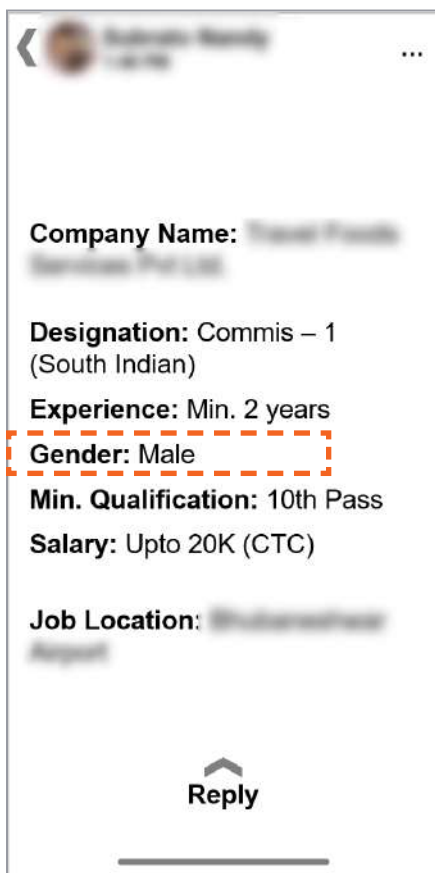 ...
Company Name:
Designation: Commis – 1
(South Indian)
Experience: Min. 2 years
Gender: Male
Min. Qualification: 10th Pass
Salary: Upto 20K (CTC)
Job Location:
Reply